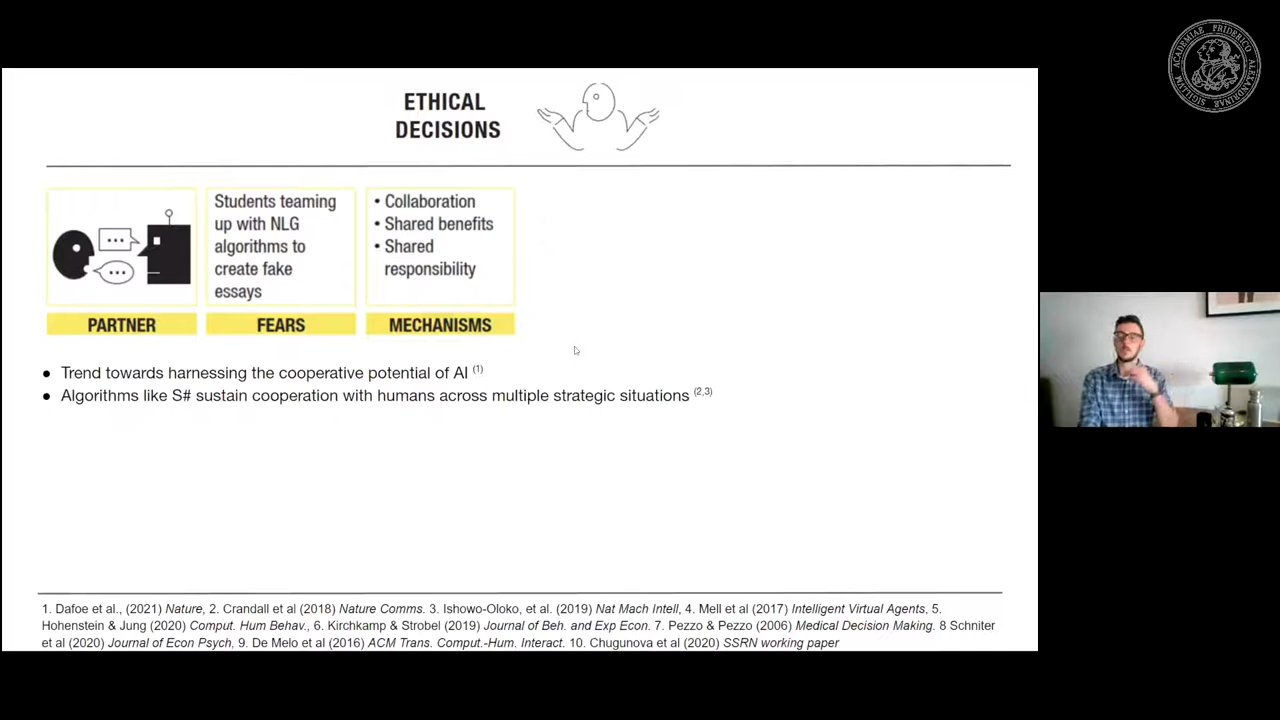 ACADEMIAE FRIDERICO ALEXANDRINAE SIGILLVM
ETHICAL
DECISIONS
Students teaming
up with NLG
algorithms to
create fake
essays
• Collaboration
• Shared benefits
• Shared
responsibility
PARTNER
FEARS
MECHANISMS
● Trend towards harnessing the cooperative potential of AI (1)
● Algorithms like S# sustain cooperation with humans across multiple strategic situations (2,3)
1. Dafoe et al., (2021) Nature, 2. Crandall et al (2018) Nature Comms. 3. Ishowo-Oloko, et al. (2019) Nat Mach Intell, 4. Mell et al (2017) Intelligent Virtual Agents, 5.
Hohenstein & Jung (2020) Comput. Hum Behav., 6. Kirchkamp & Strobel (2019) Journal of Beh. and Exp Econ. 7. Pezzo & Pezzo (2006) Medical Decision Making. 8 Schniter
et al (2020) Journal of Econ Psych, 9. De Melo et al (2016) ACM Trans. Comput.-Hum. Interact. 10. Chugunova et al (2020) SSRN working paper